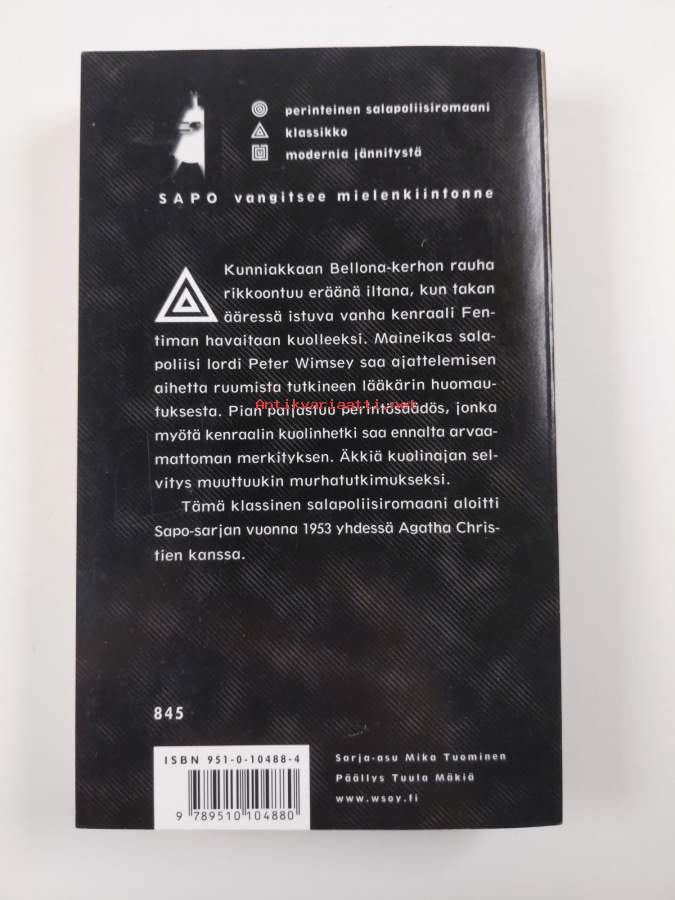 perinteinen salapoliisiromaani
klassikko
modernia jännitystä
SAPO vangitsee mielenkiintonne
Kunniakkaan Bellona-kerhon rauha
rikkoontuu eräänä iltana, kun takan
ääressä istuva vanha kenraali Fen-
timan havaitaan kuolleeksi. Maineikas sala-
poliisi lordi Peter Wimsey saa ajattelemisen
aihetta ruumista tutkineen lääkärin huomau-
tuksesta. Pian paljastuu perintösäädös, jonka
Antikvariaatti.net
myötä kenraalin kuolinhetki saa ennalta arvaa-
mattoman merkityksen. Äkkiä kuolinajan sel-
vitys muuttuukin murhatutkimukseksi.
Tämä klassinen salapoliisiromaani aloitti
Sapo-sarjan vuonna 1953 yhdessä Agatha Chris-
tien kanssa.
845
ISBN 951-0-10488-4
9 789510 104880
Sarja-asu Mika Tuominen
Päällys Tuula Mäkiä
www.wsoy.fi